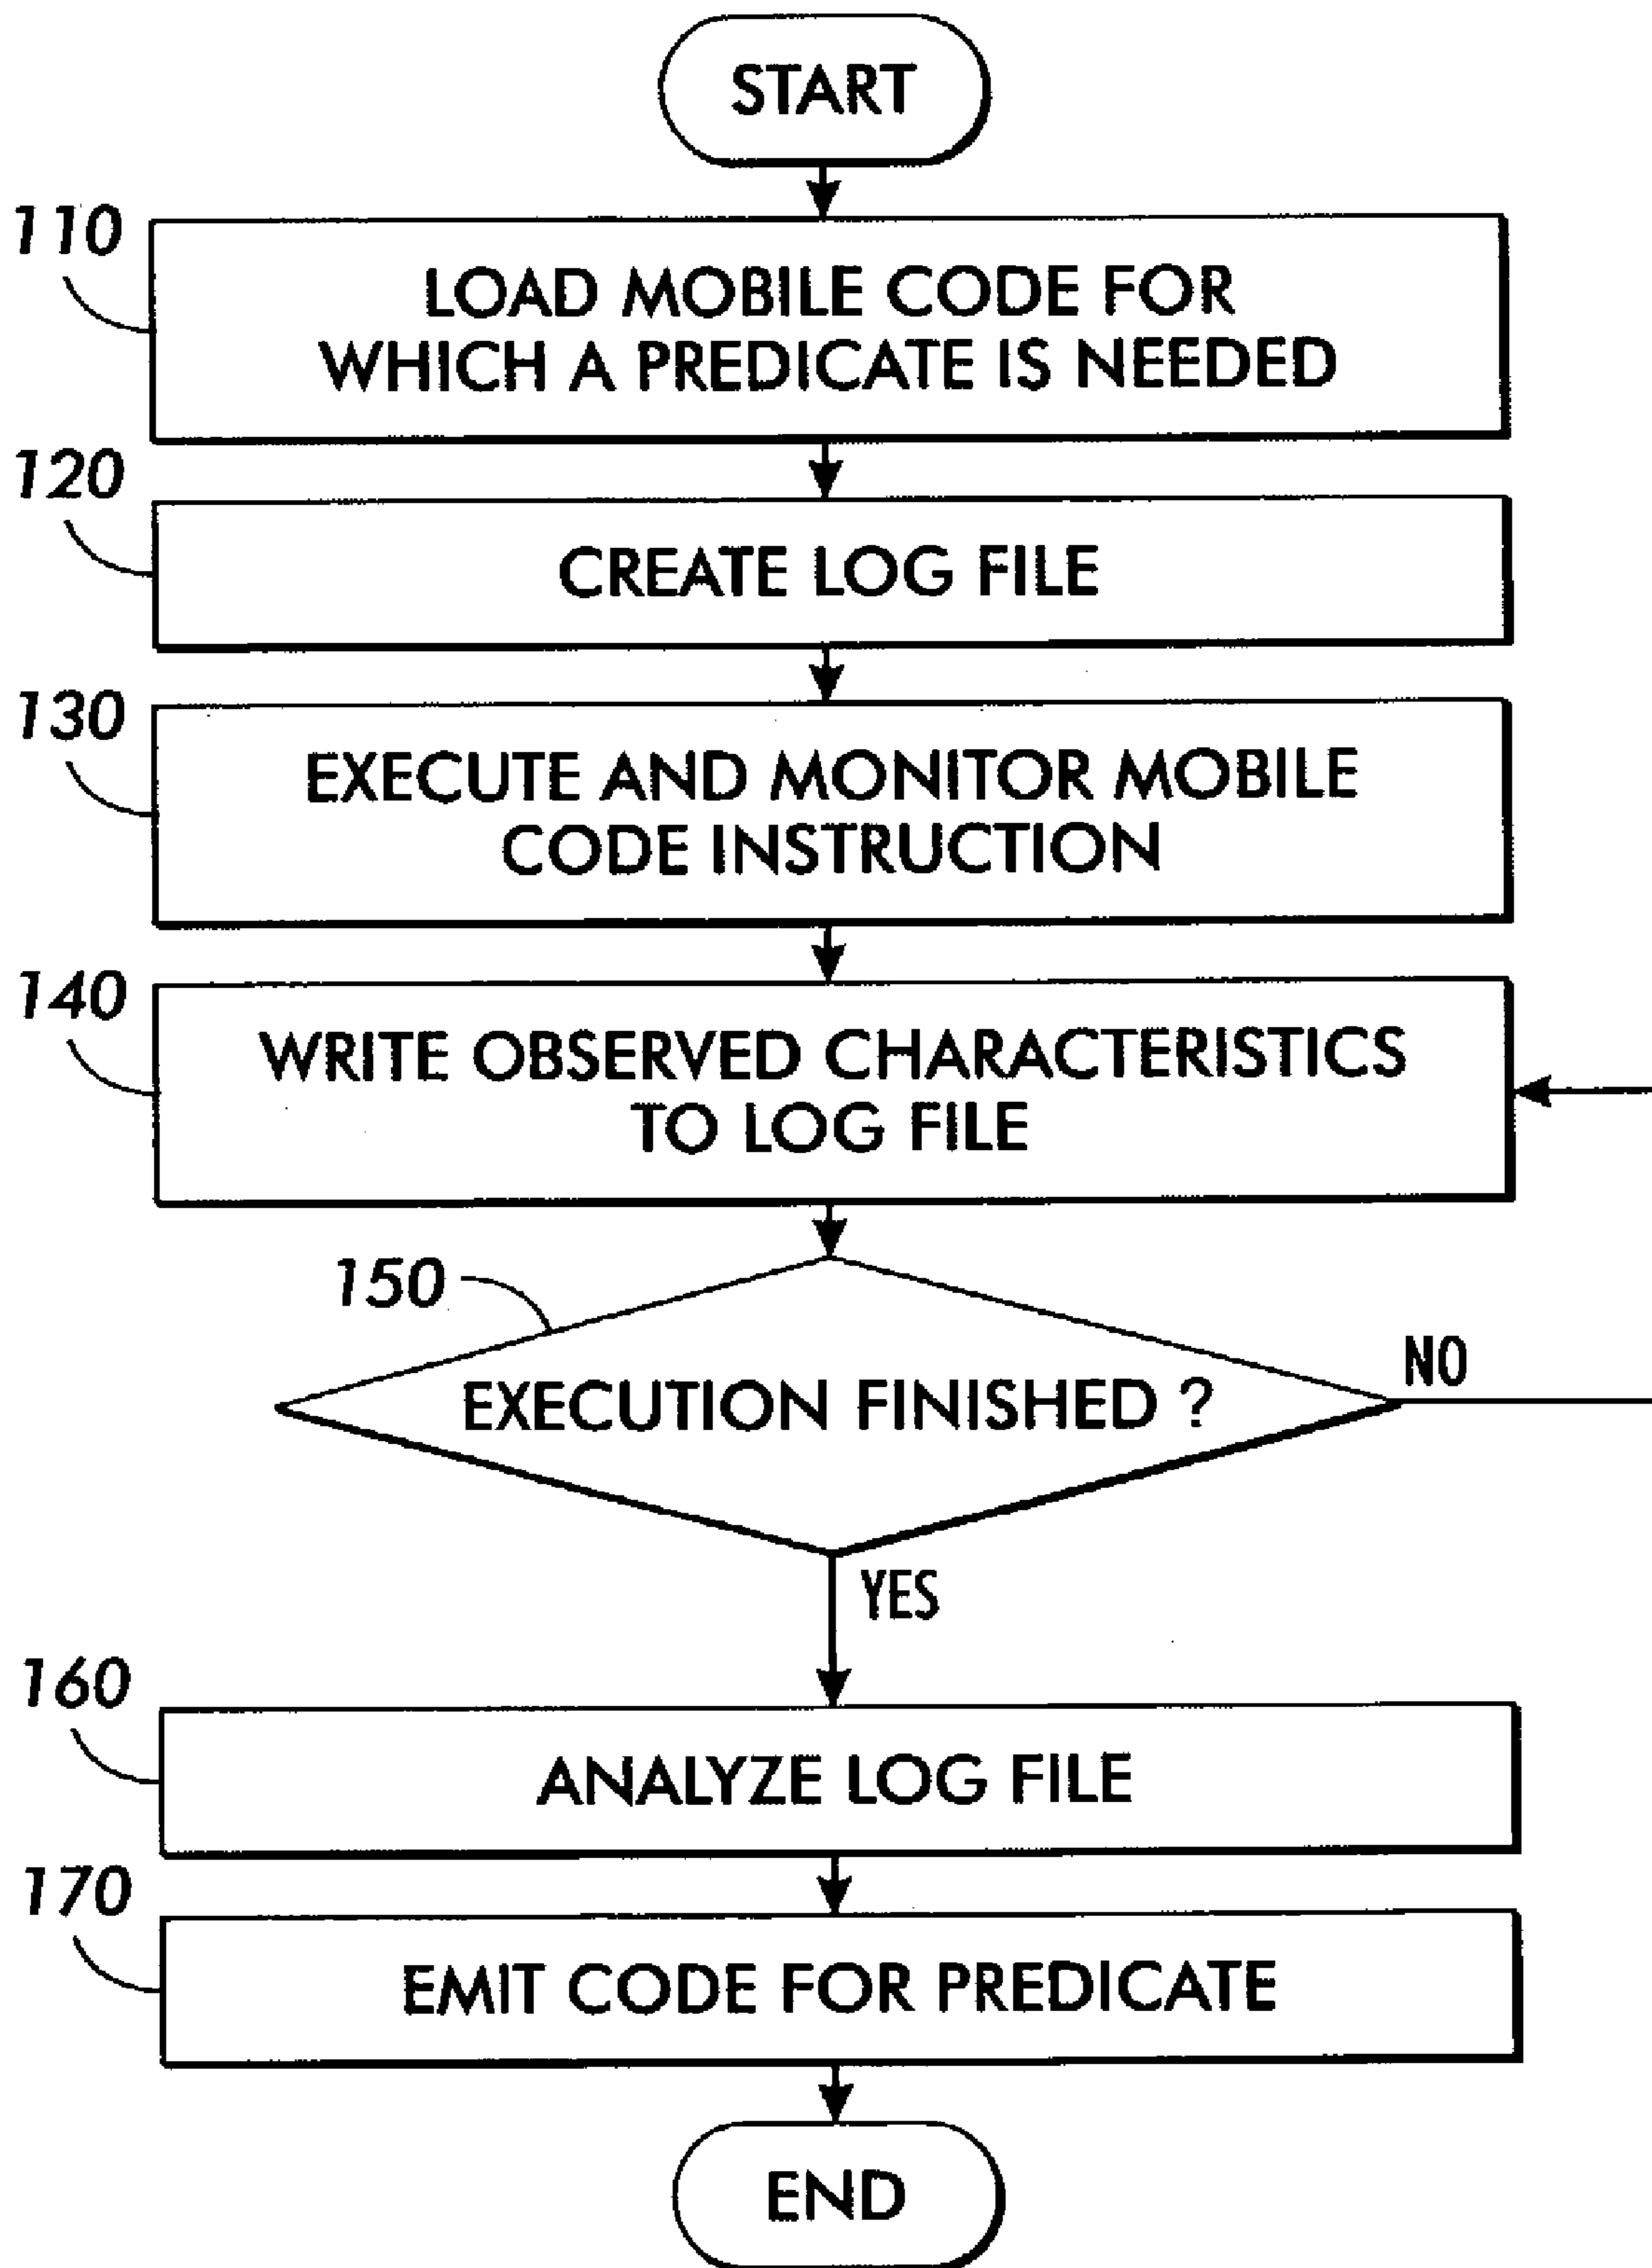 START
110
LOAD MOBILE CODE FOR
WHICH A PREDICATE IS NEEDED
120
CREATE LOG FILE
130
EXECUTE AND MONITOR MOBILE
CODE INSTRUCTION
140
WRITE OBSERVED CHARACTERISTICS
TO LOG FILE
150
EXECUTION FINISHED ?
NO
YES
160
ANALYZE LOG FILE
170
EMIT CODE FOR PREDICATE
END